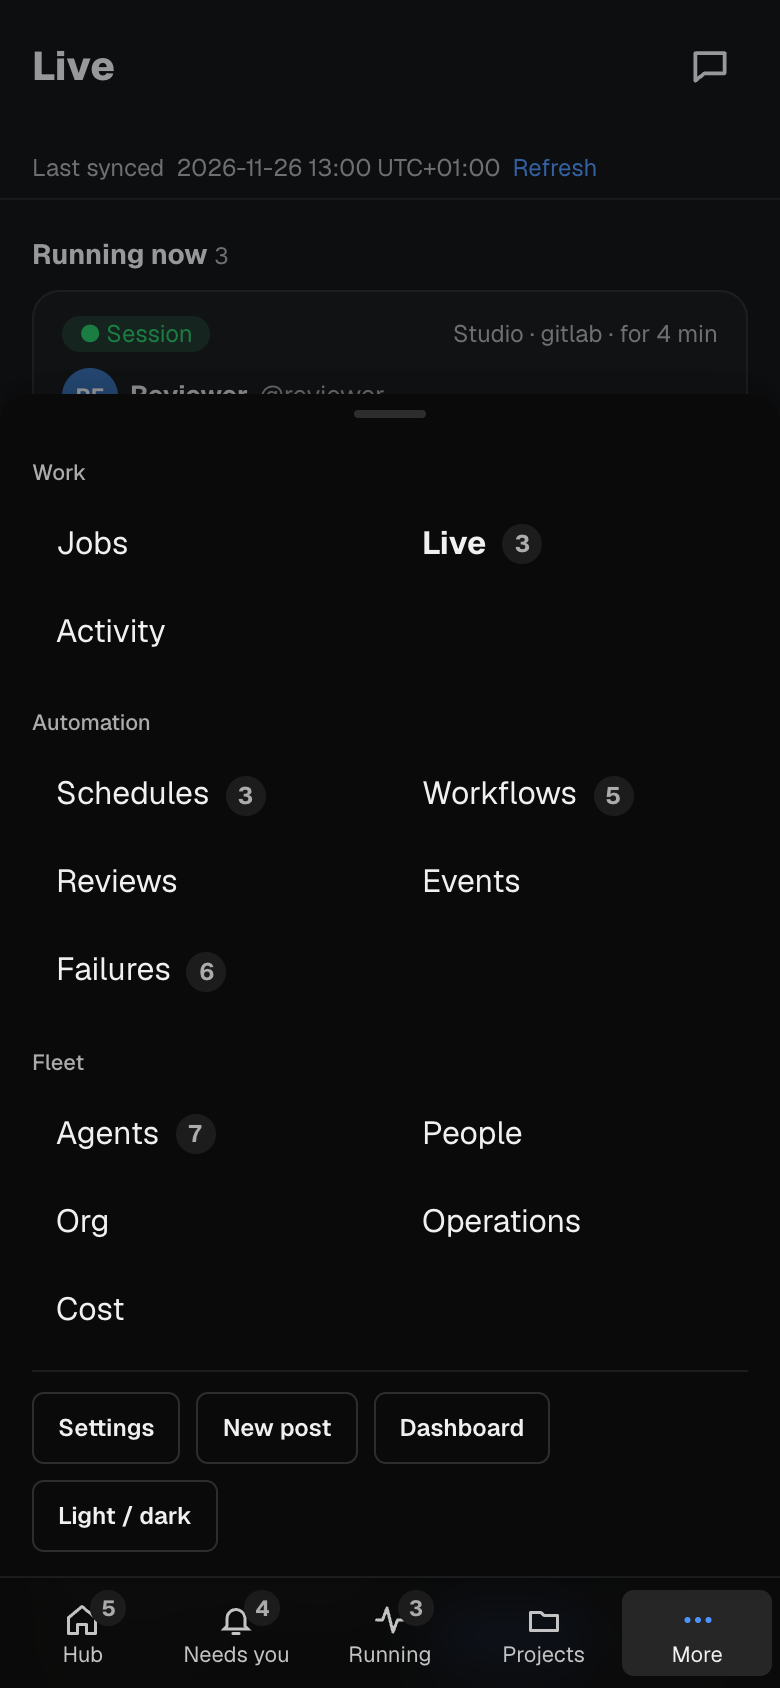 Live
Last synced 2026-11-26 13:00 UTC+01:00 Refresh
Running now 3
Session
Studio · gitlab · for 4 min
RE Reviewer @reviewer
Work
Jobs
Live 3
Activity
Automation
Schedules 3
Workflows 5
Reviews
Events
Failures 6
Fleet
Agents 7
People
Org
Operations
Cost
Settings
New post
Dashboard
Light / dark
5
Hub
4
Needs you
3
Running
Projects
More